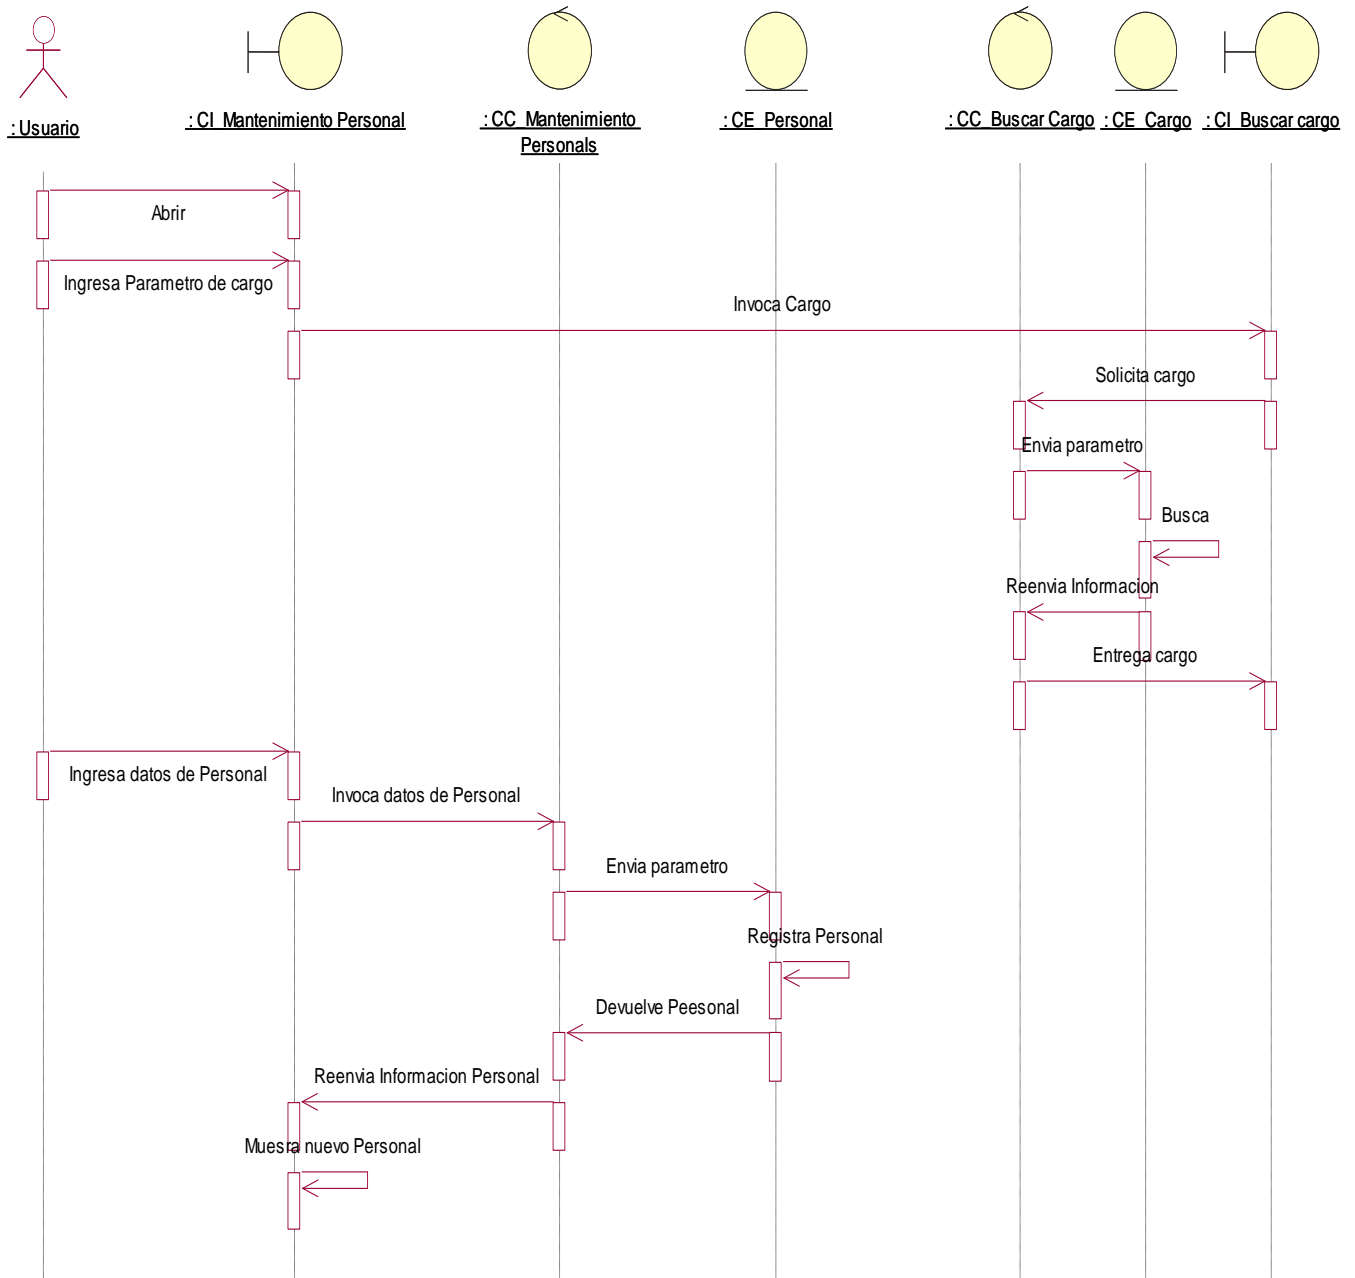 : Usuario
: CI_Mantenimiento Personal
: CC_Mantenimiento
Personals
: CE_Personal
: CC_Buscar Cargo
: CE_Cargo
: CI_Buscar cargo
Abrir
Ingresa Parametro de cargo
Invoca Cargo
Solicita cargo
Envia parametro
Busca
Reenvia Informacion
Entrega cargo
Ingresa datos de Personal
Invoca datos de Personal
Envia parametro
Registra Personal
Devuelve Peesonal
Reenvia Informacion Personal
Muesra nuevo Personal